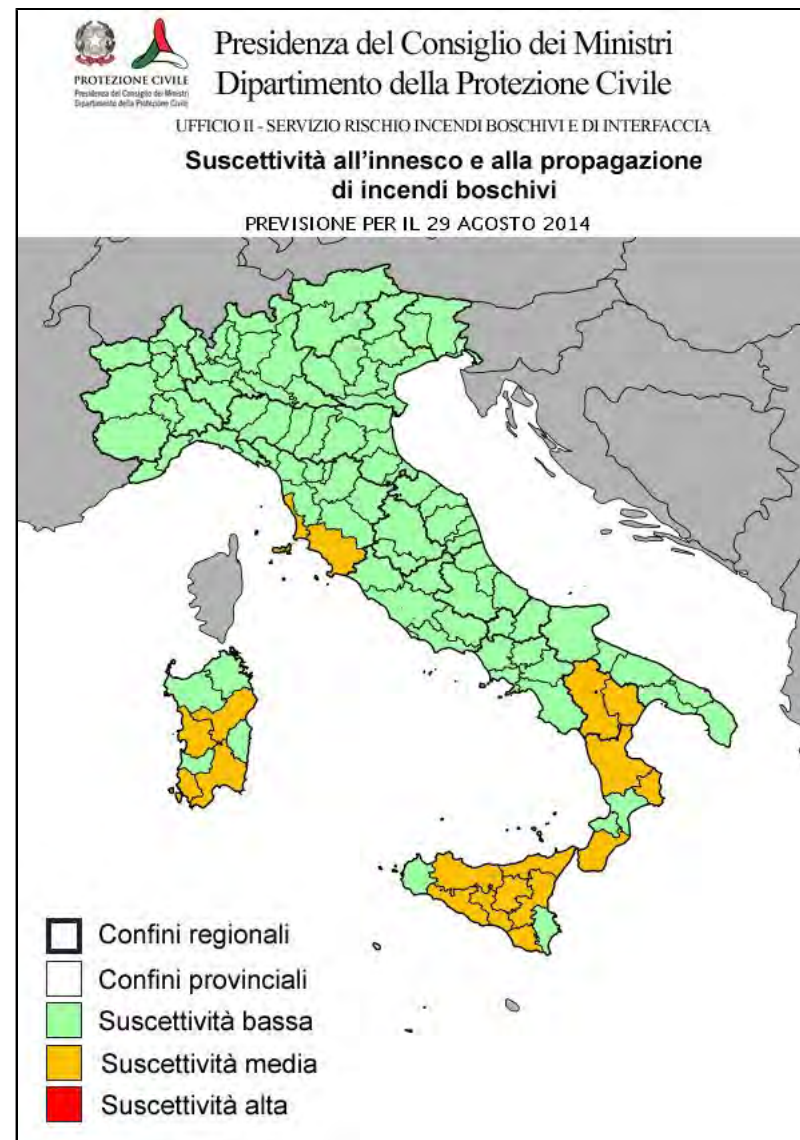 Presidenza del Consiglio dei Ministri
Dipartimento della Protezione Civile
PROTEZIONE CIVILE
Presidenza del Consiglio dei Ministri
Dipartimento della Protezione Civile
UFFICIO II - SERVIZIO RISCHIO INCENDI BOSCHIVI E DI INTERFACCIA
Suscettività all'innesco e alla propagazione
di incendi boschivi
PREVISIONE PER IL 29 AGOSTO 2014
Confini regionali
Confini provinciali
Suscettività bassa
Suscettività media
Suscettività alta